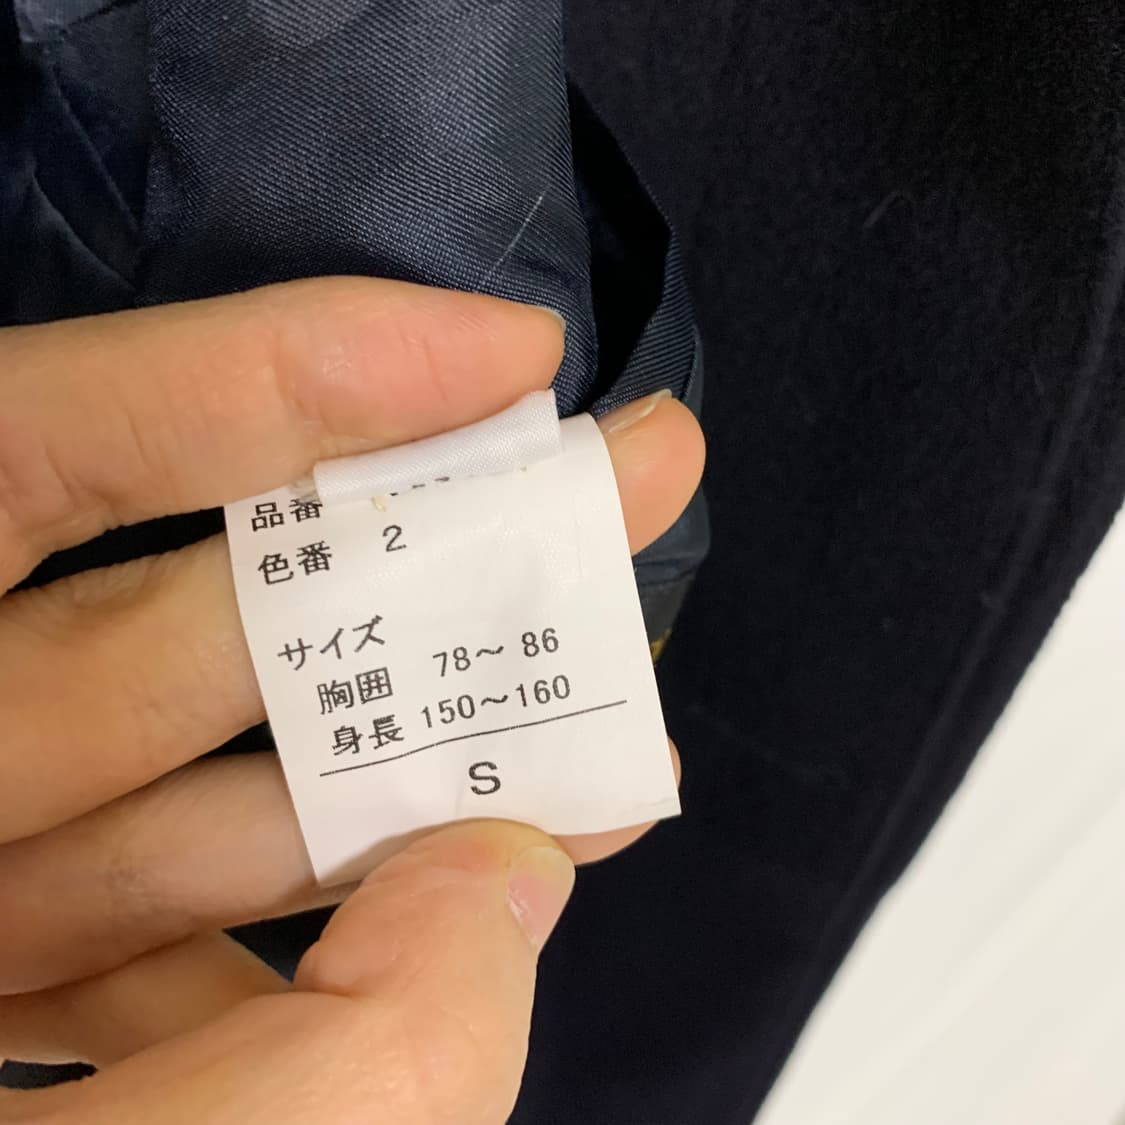 品番
色番 2
サイズ
胸囲 78～ 86
身長 150～160
S